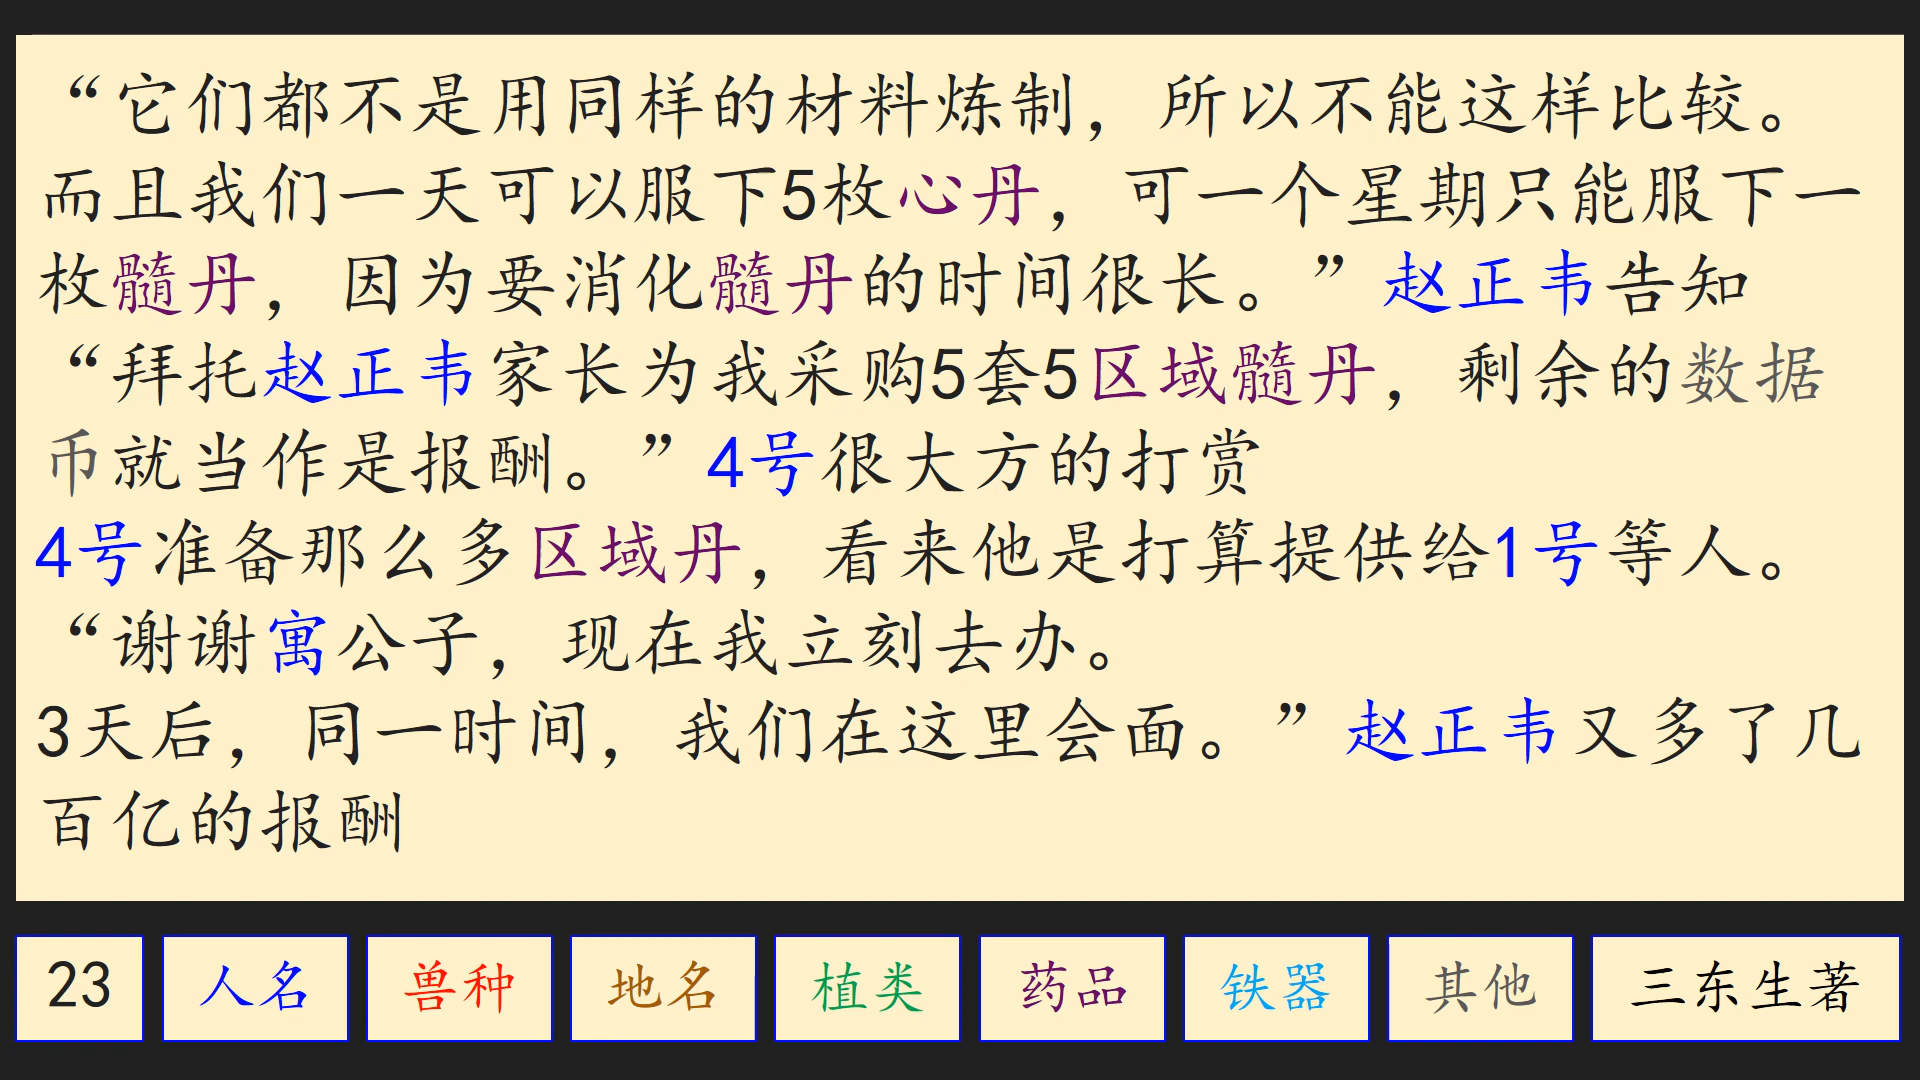 “它们都不是用同样的材料炼制，所以不能这样比较。
而且我们一天可以服下5枚心丹，可一个星期只能服下一
枚髓丹，因为要消化髓丹的时间很长。”赵正韦告知
“拜托赵正韦家长为我采购5套5区域髓丹，剩余的数据
币就当作是报酬。”4号很大方的打赏
4号准备那么多区域丹，看来他是打算提供给1号等人。
“谢谢寓公子，现在我立刻去办。
3天后，同一时间，我们在这里会面。”赵正韦又多了几
百亿的报酬
23 人名 兽种 地名 植类 药品 铁器 其他 三东生著